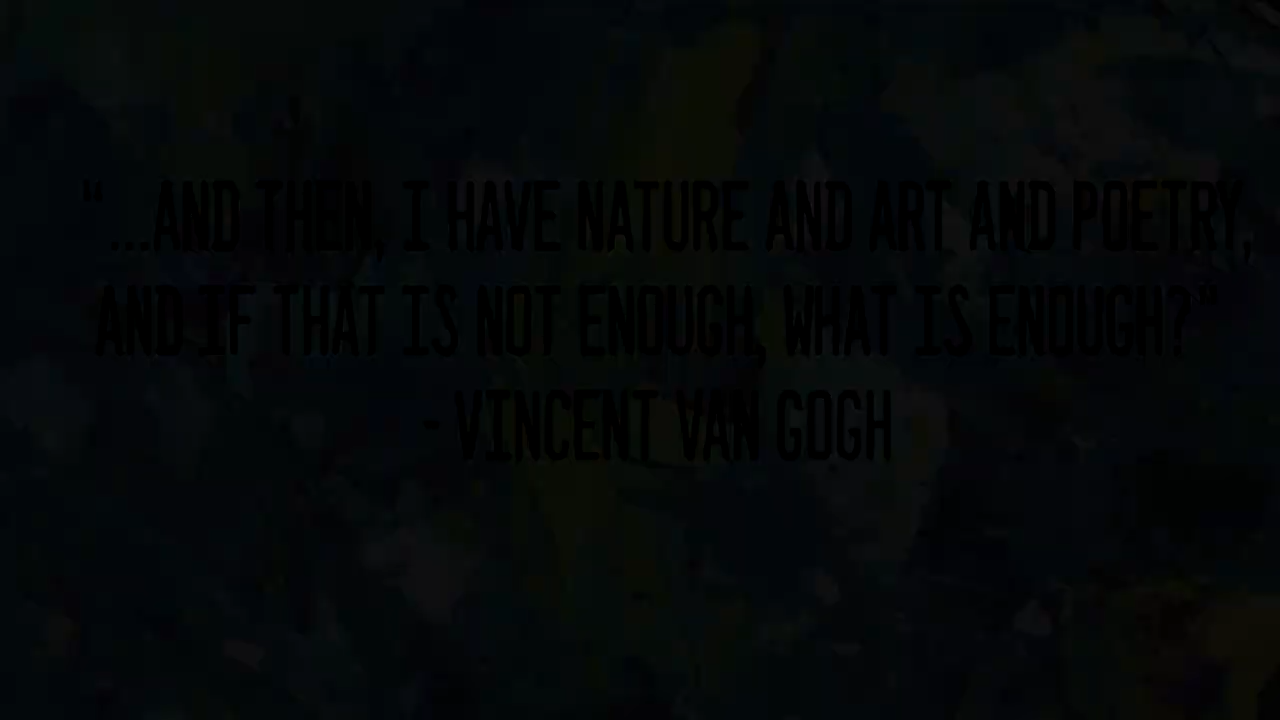 “ ...AND THEN, I HAVE NATURE AND ART AND POETRY,
AND IF THAT IS NOT ENOUGH, WHAT IS ENOUGH?”
- VINCENT VAN GOGH